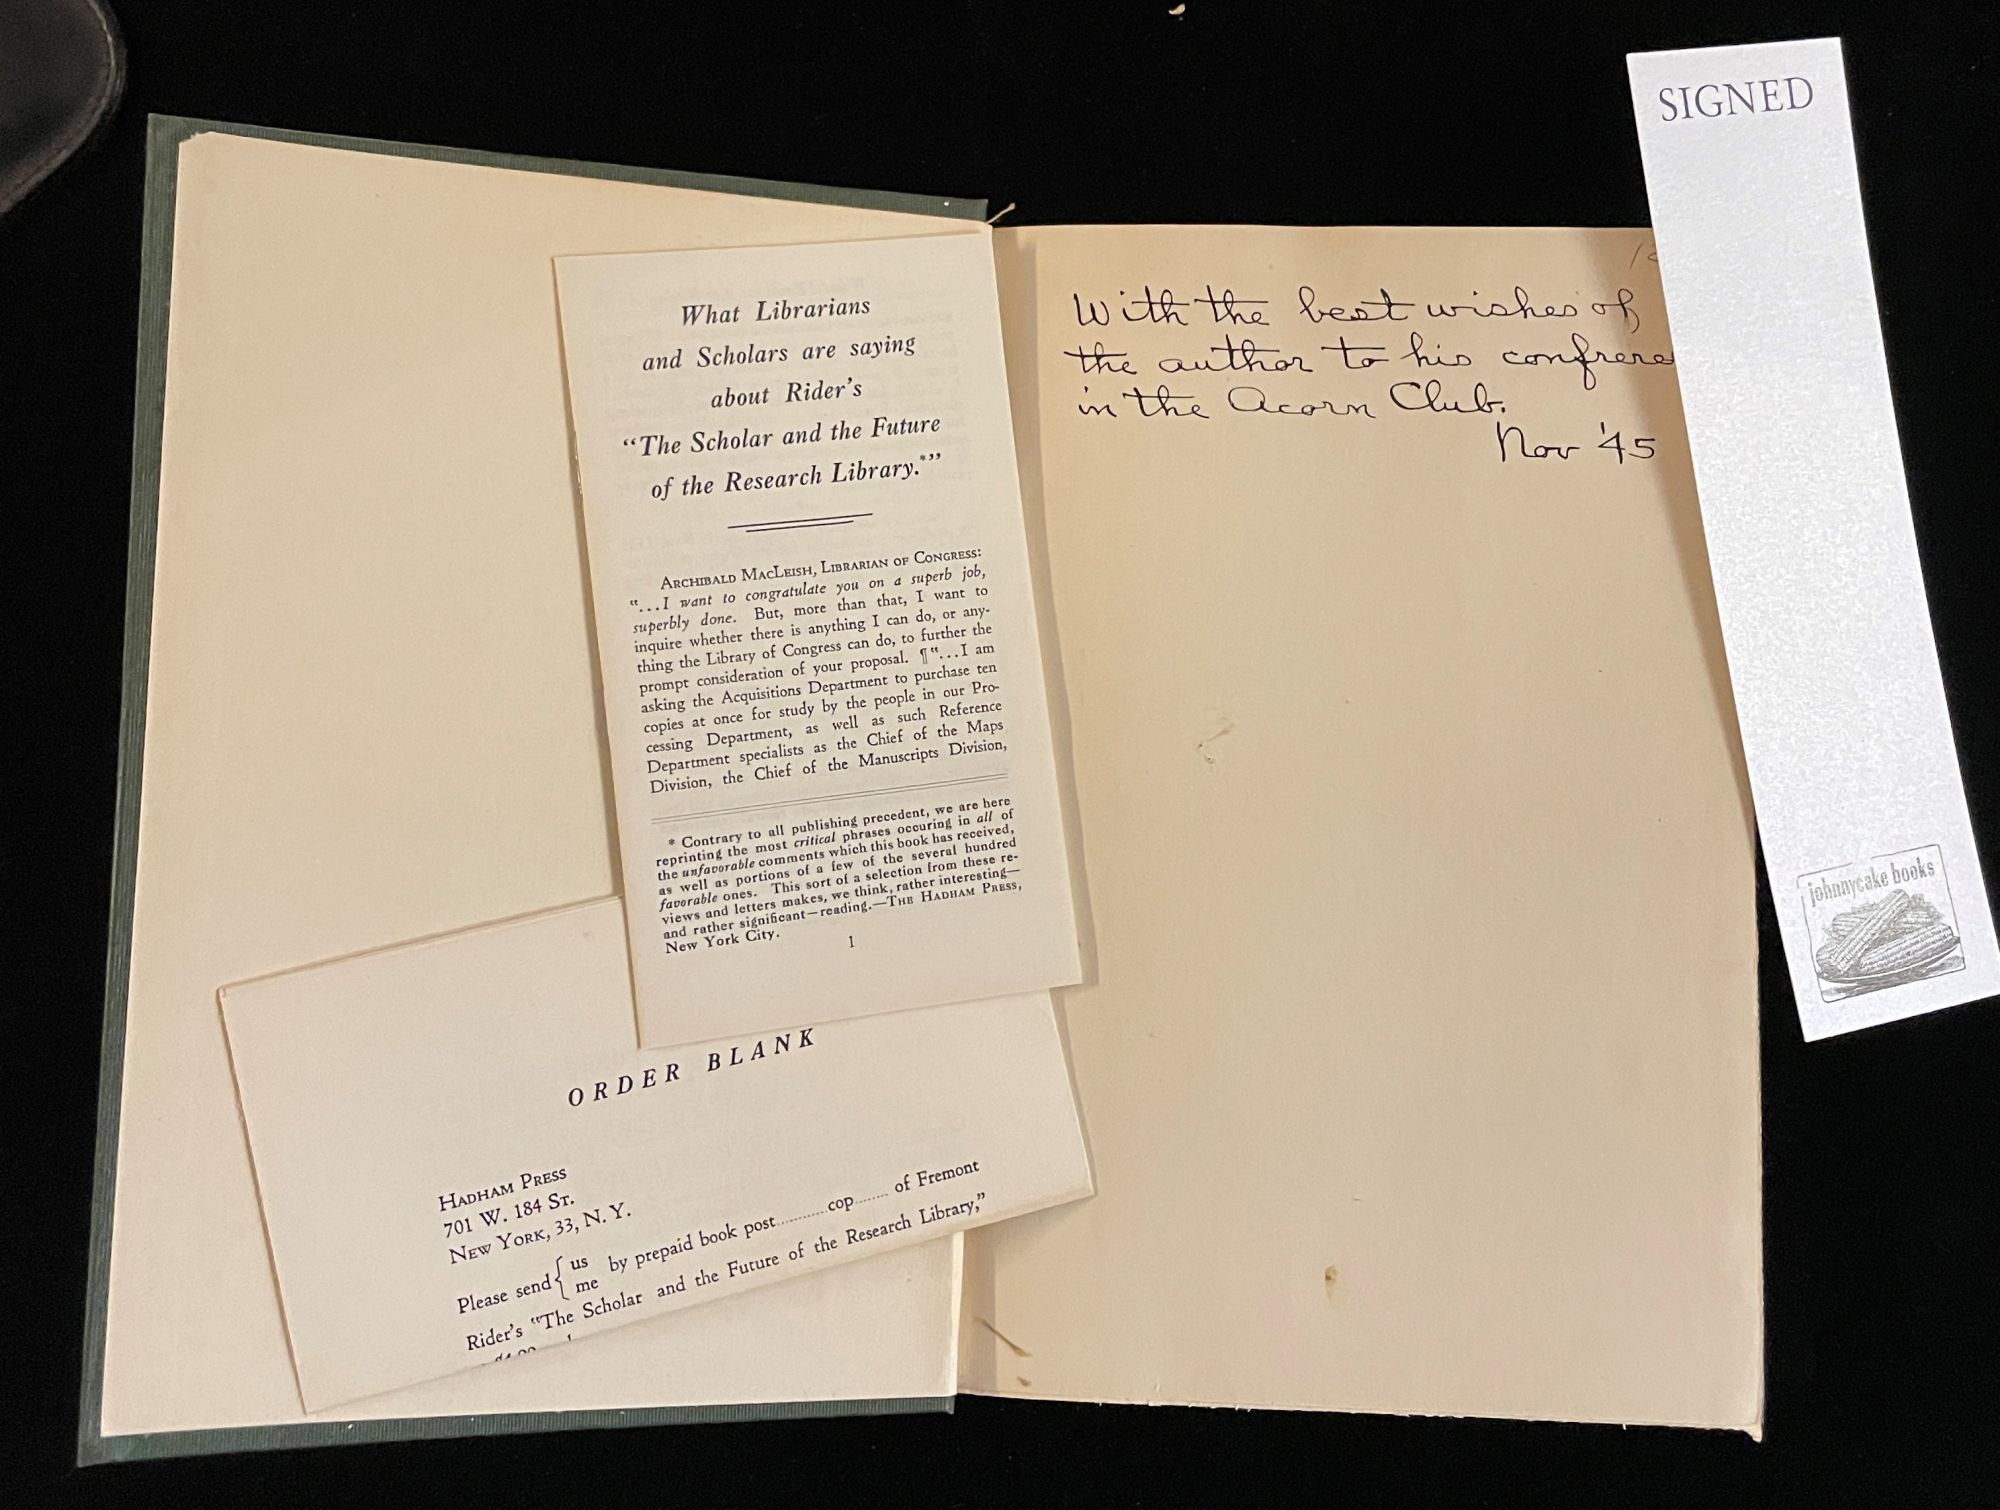 What Librarians
and Scholars are saying
about Rider's
“The Scholar and the Future
of the Research Library.*”
Archibald MacLeish, Librarian of Congress:
“...I want to congratulate you on a superb job,
superbly done. But, more than that, I want to
inquire whether there is anything I can do, or any-
thing the Library of Congress can do, to further the
prompt consideration of your proposal. ¶“...I am
asking the Acquisitions Department to purchase ten
copies at once for study by the people in our Pro-
cessing Department, as well as such Reference
Department specialists as the Chief of the Maps
Division, the Chief of the Manuscripts Division,
* Contrary to all publishing precedent, we are here
reprinting the most critical phrases occuring in all of
the unfavorable comments which this book has received,
as well as portions of a few of the several hundred
favorable ones. This sort of a selection from these re-
views and letters makes, we think, rather interesting—
and rather significant—reading.—The Hadham Press,
New York City.
1
ORDER BLANK
Hadham Press
701 W. 184 St.
New York, 33, N. Y.
Please send { us me by prepaid book post............cop........ of Fremont
Rider's “The Scholar and the Future of the Research Library,”
With the best wishes of
the author to his confrere
in the Acorn Club.
Nov '45
SIGNED
johnnycake books